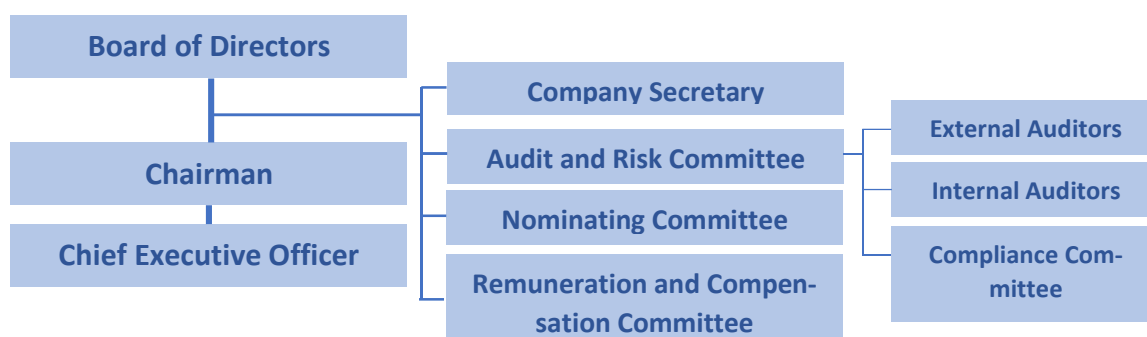 Board of Directors
Company Secretary
External Auditors
Audit and Risk Committee
Chairman
Internal Auditors
Nominating Committee
Chief Executive Officer
Compliance Com-
mittee
Remuneration and Compen-
sation Committee